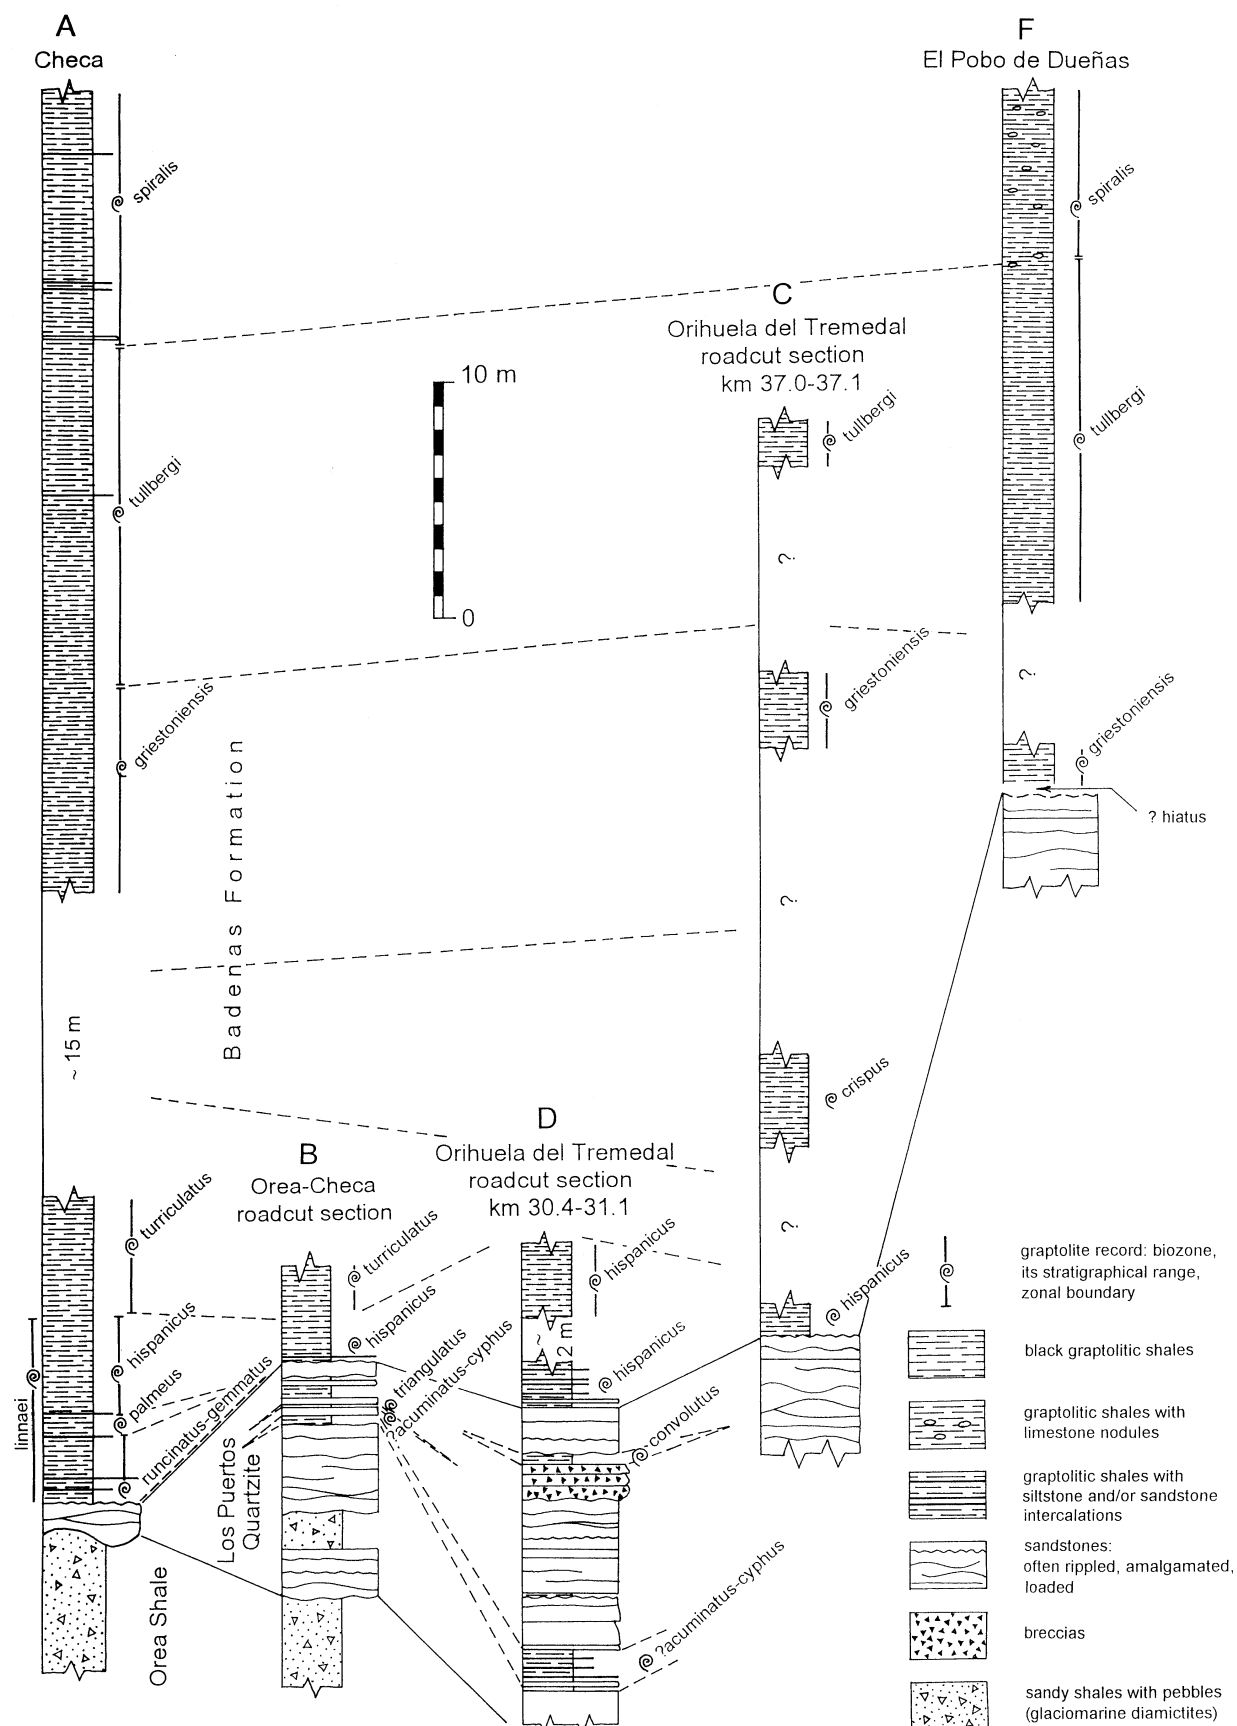 A
Checa
F
El Pobo de Dueñas
spiralis
spiralis
C
Orihuela del Tremedal
roadcut section
km 37.0-37.1
10 m
0
tullbergi
tullbergi
tullbergi
?
griestoniensis
griestoniensis
?
griestoniensis
? hiatus
Badenas Formation
?
~15 m
crispus
D
Orihuela del Tremedal
roadcut section
km 30.4-31.1
B
Orea-Checa
roadcut section
turriculatus
turriculatus
hispanicus
?
hispanicus
hispanicus
hispanicus
~ 2 m
hispanicus
triangulatus
?acuminatus-cyphus
palmeus
linnaei
runcinatus-gemmatus
convolutus
Los Puertos
Quartzite
?acuminatus-cyphus
Orea Shale
graptolite record: biozone,
its stratigraphical range,
zonal boundary
black graptolitic shales
graptolitic shales with
limestone nodules
graptolitic shales with
siltstone and/or sandstone
intercalations
sandstones:
often rippled, amalgamated,
loaded
breccias
sandy shales with pebbles
(glaciomarine diamictites)